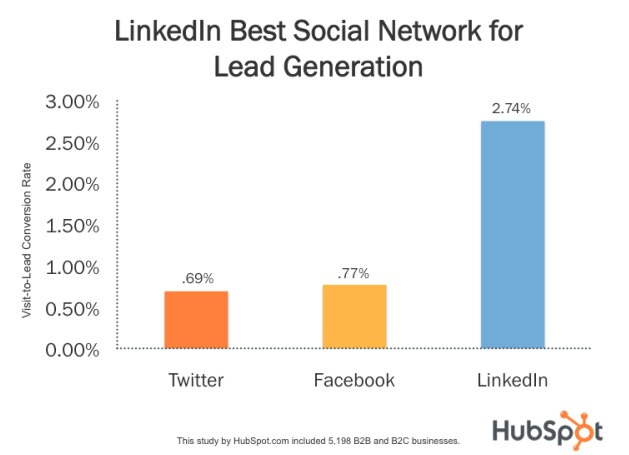 LinkedIn Best Social Network for
Lead Generation
Visit-to-Lead Conversion Rate
3.00%
2.50%
2.00%
1.50%
1.00%
0.50%
0.00%
.69%
.77%
2.74%
Twitter
Facebook
LinkedIn
This study by HubSpot.com included 5,198 B2B and B2C businesses.
HubSpot